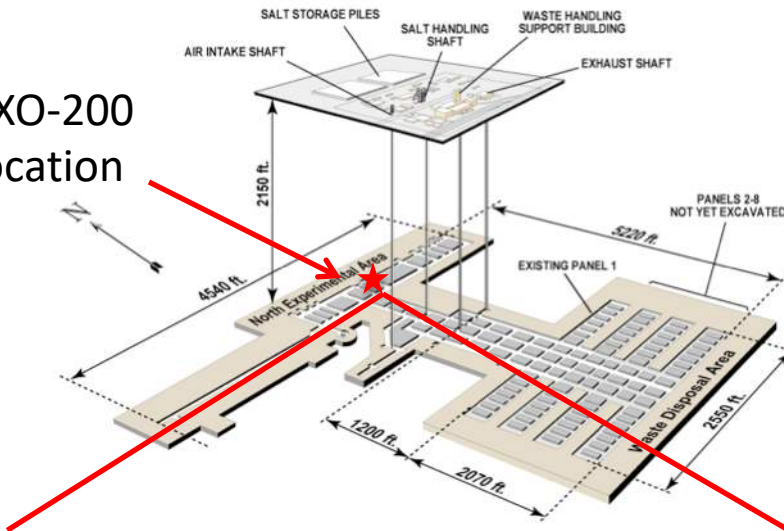 SALT STORAGE PILES
SALT HANDLING
SHAFT
WASTE HANDLING
SUPPORT BUILDING
AIR INTAKE SHAFT
EXHAUST SHAFT
XO-200
ocation
2150 ft.
N
PANELS 2-8
NOT YET EXCAVATED
5220 ft.
EXISTING PANEL 1
4540 ft.
North Experimental Area
Waste Disposal Area
2550 ft.
1200 ft.
2070 ft.